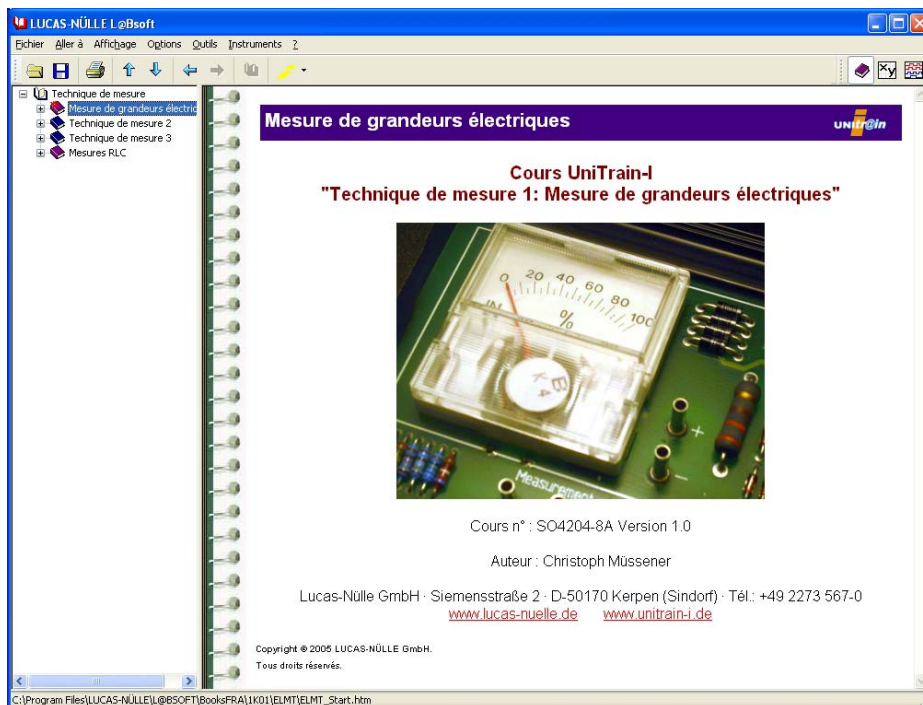 LUCAS-NÜLLE L@Bsoft
Fichier Aller à Affichage Options Outils Instruments ?
Technique de mesure
Mesure de grandeurs électric
Technique de mesure 2
Technique de mesure 3
Mesures RLC
Mesure de grandeurs électriques
UNITr@in
Cours UniTrain-I
"Technique de mesure 1: Mesure de grandeurs électriques"
0 20 40 60 80 100
%
B
K 4
+
-
Measurement
Cours n° : SO4204-8A Version 1.0
Auteur : Christoph Müssener
Lucas-Nülle GmbH · Siemensstraße 2 · D-50170 Kerpen (Sindorf) · Tél.: +49 2273 567-0
www.lucas-nuelle.de www.unitrain-i.de
Copyright © 2005 LUCAS-NÜLLE GmbH.
Tous droits réservés.
C:\Program Files\LUCAS-NÜLLE\L@BSOFT\BooksFRA\1K01\ELMT\ELMT_Start.htm